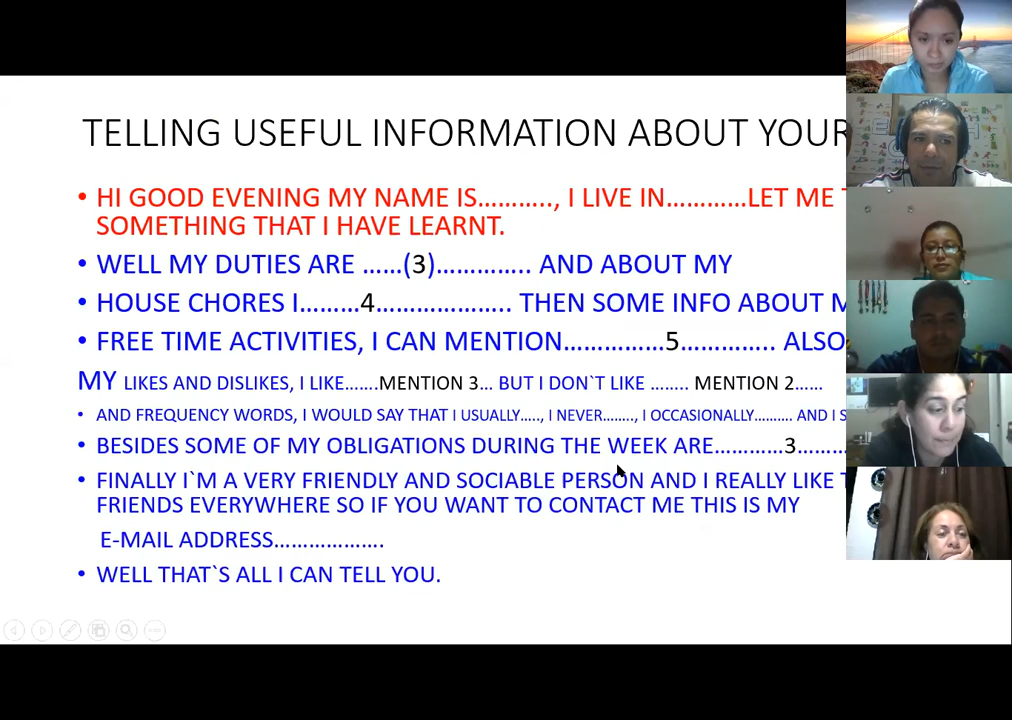 TELLING USEFUL INFORMATION ABOUT YOUR
• HI GOOD EVENING MY NAME IS……….., I LIVE IN…………LET ME
SOMETHING THAT I HAVE LEARNT.
• WELL MY DUTIES ARE ……(3)………….. AND ABOUT MY
• HOUSE CHORES I……..4……………….. THEN SOME INFO ABOUT
• FREE TIME ACTIVITIES, I CAN MENTION……………5………….. ALSO
MY LIKES AND DISLIKES, I LIKE…….MENTION 3… BUT I DON`T LIKE …….. MENTION 2……
• AND FREQUENCY WORDS, I WOULD SAY THAT I USUALLY….., I NEVER…….., I OCCASIONALLY………. AND I
• BESIDES SOME OF MY OBLIGATIONS DURING THE WEEK ARE…………3……
• FINALLY I`M A VERY FRIENDLY AND SOCIABLE PERSON AND I REALLY LIKE
FRIENDS EVERYWHERE SO IF YOU WANT TO CONTACT ME THIS IS MY
E-MAIL ADDRESS……………….
• WELL THAT`S ALL I CAN TELL YOU.